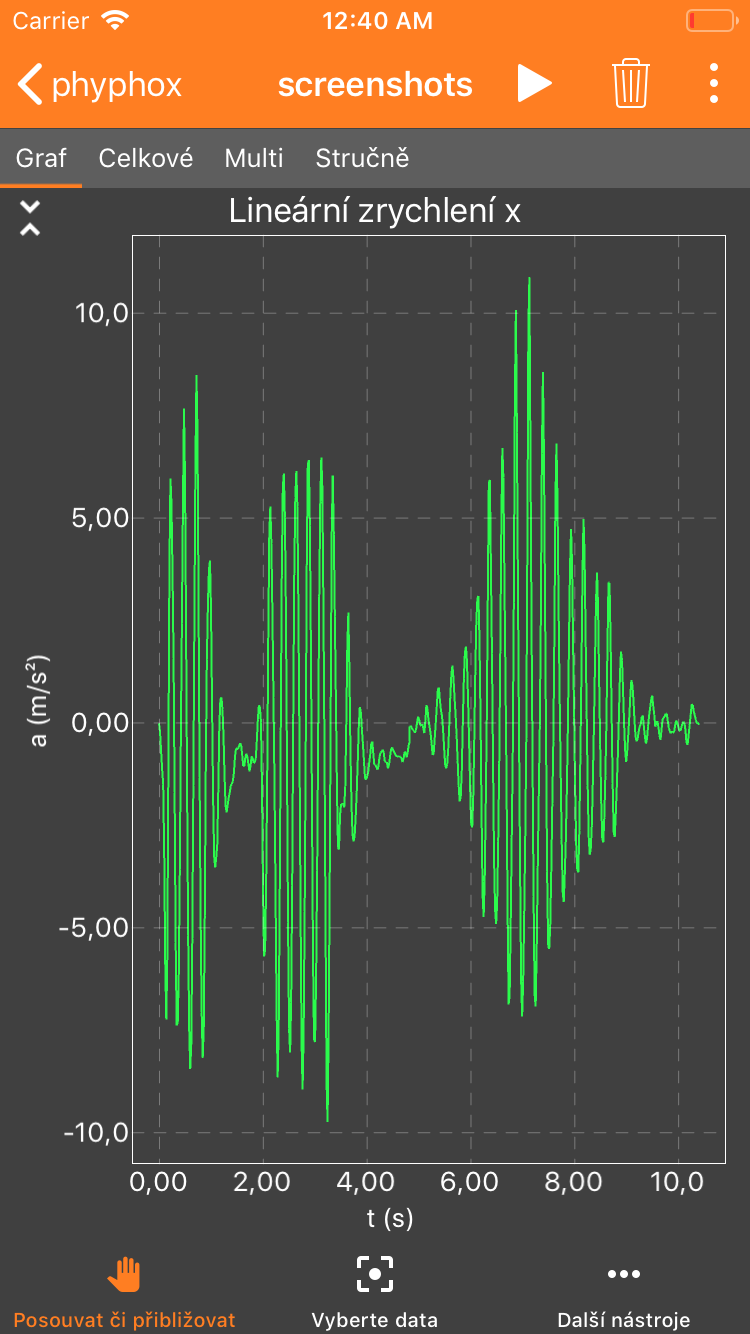 Carrier 12:40 AM
phyphox screenshots
Graf Celkové Multi Stručně
Lineární zrychlení x
10,0
5,00
0,00
-5,00
-10,0
a (m/s²)
0,00 2,00 4,00 6,00 8,00 10,0
t (s)
Posouvat či přibližovat Vyberte data Další nástroje